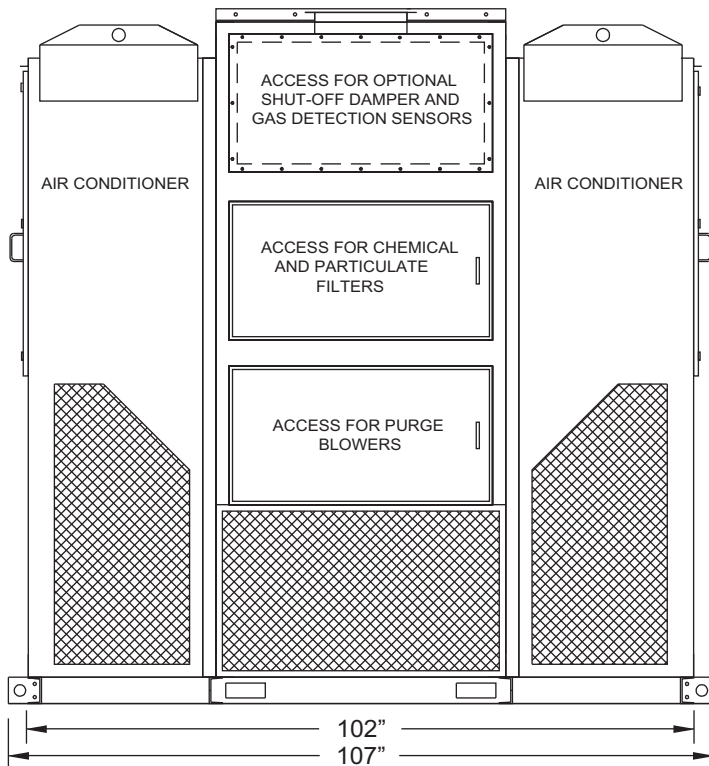 ACCESS FOR OPTIONAL
SHUT-OFF DAMPER AND
GAS DETECTION SENSORS
AIR CONDITIONER
AIR CONDITIONER
ACCESS FOR CHEMICAL
AND PARTICULATE
FILTERS
ACCESS FOR PURGE
BLOWERS
102”
107”